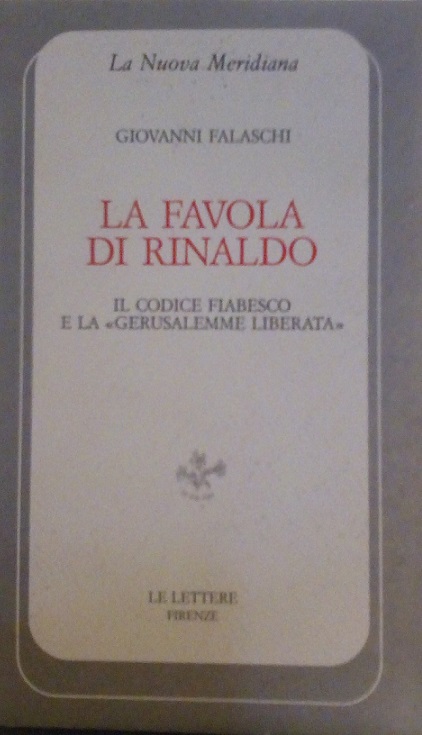 La Nuova Meridiana
GIOVANNI FALASCHI
LA FAVOLA
DI RINALDO
IL CODICE FIABESCO
E LA «GERUSALEMME LIBERATA»
LE LETTERE
FIRENZE